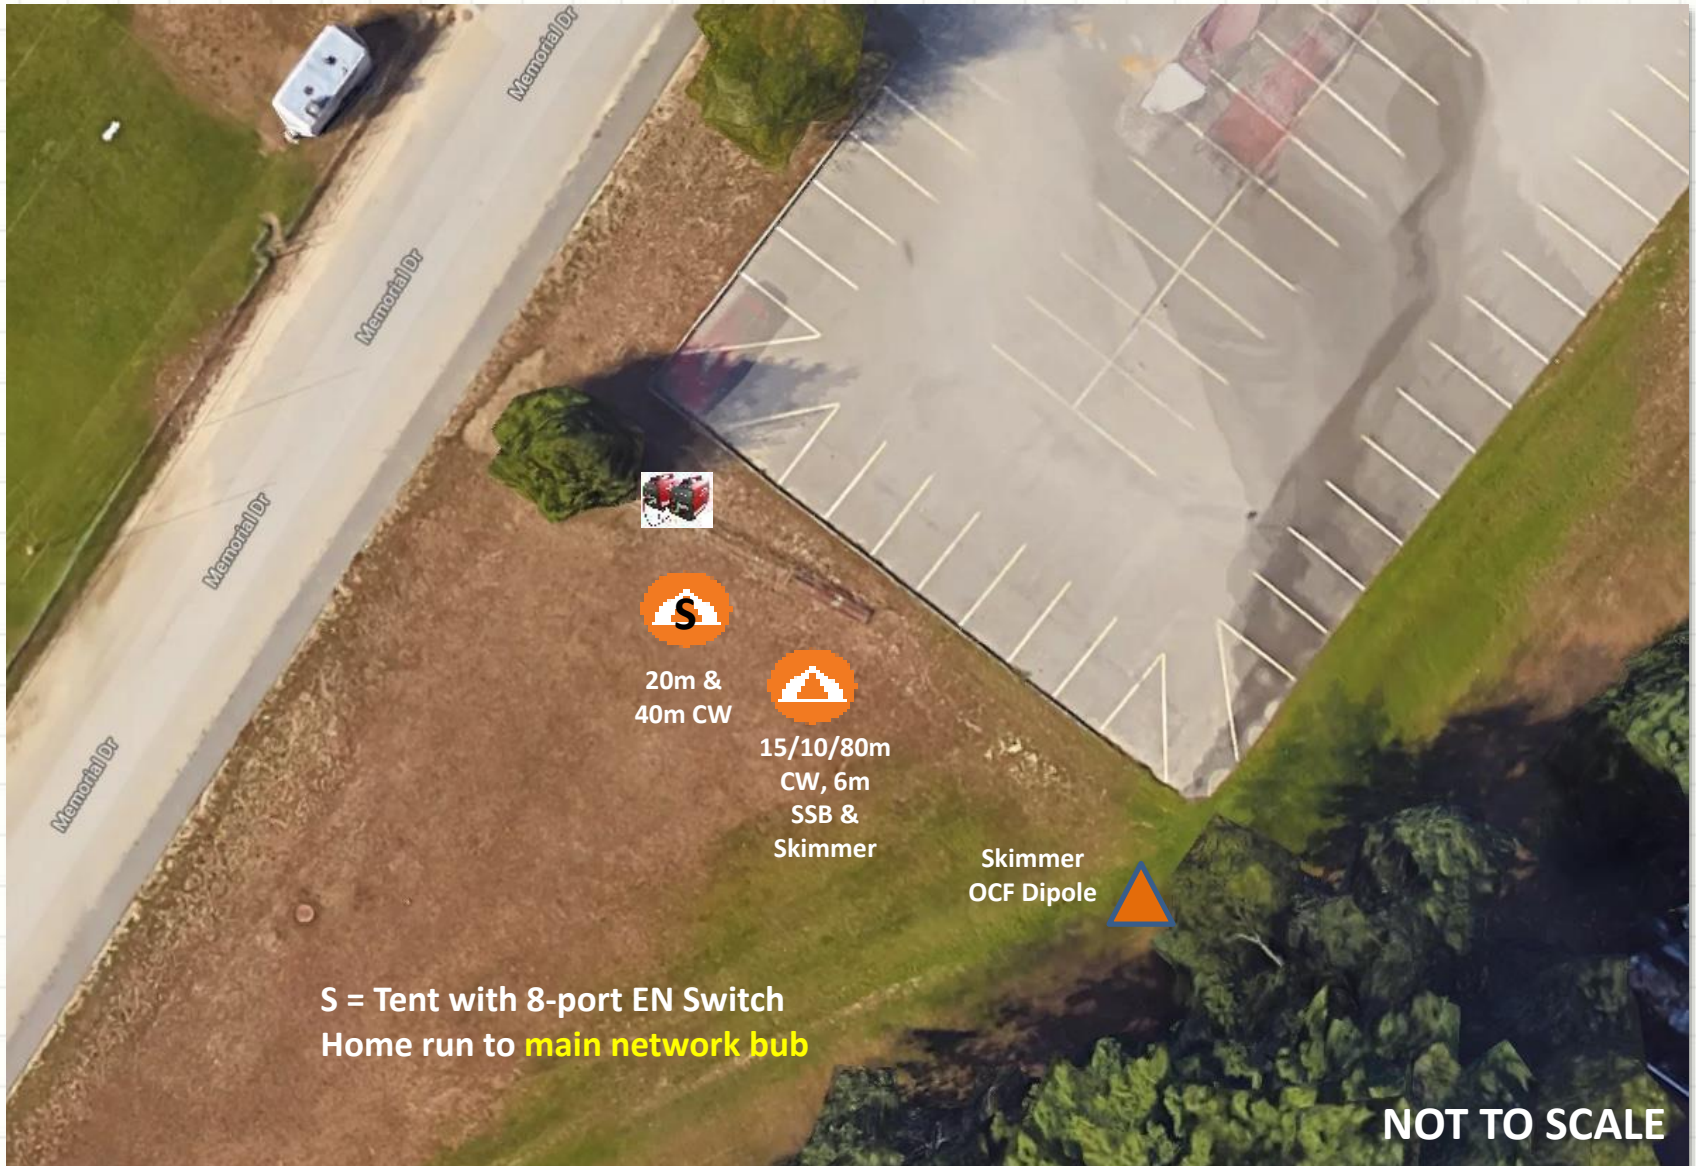 Memorial Dr
Memorial Dr
Memorial Dr
Memorial Dr
S
20m &
40m CW
15/10/80m
CW, 6m
SSB &
Skimmer
Skimmer
OCF Dipole
S = Tent with 8-port EN Switch
Home run to main network bub
NOT TO SCALE